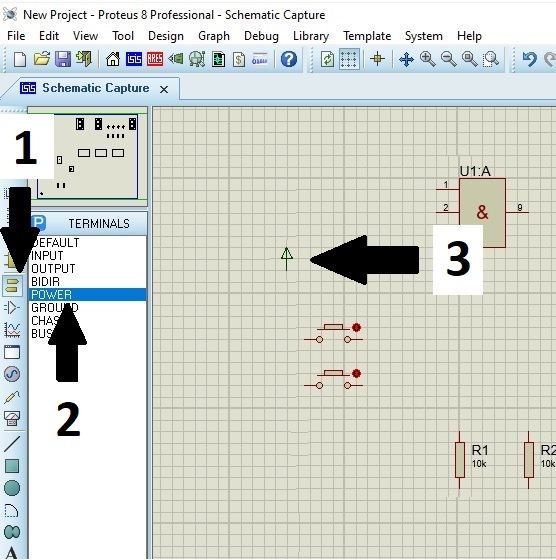 New Project - Proteus 8 Professional - Schematic Capture
File Edit View Tool Design Graph Debug Library Template System Help
Schematic Capture
1
P TERMINALS
DEFAULT
INPUT
OUTPUT
BIDIR
POWER
GROUND
CHAS
BUS
2
3
U1:A
1
2
&
9
R1
10k
R2
10k
A